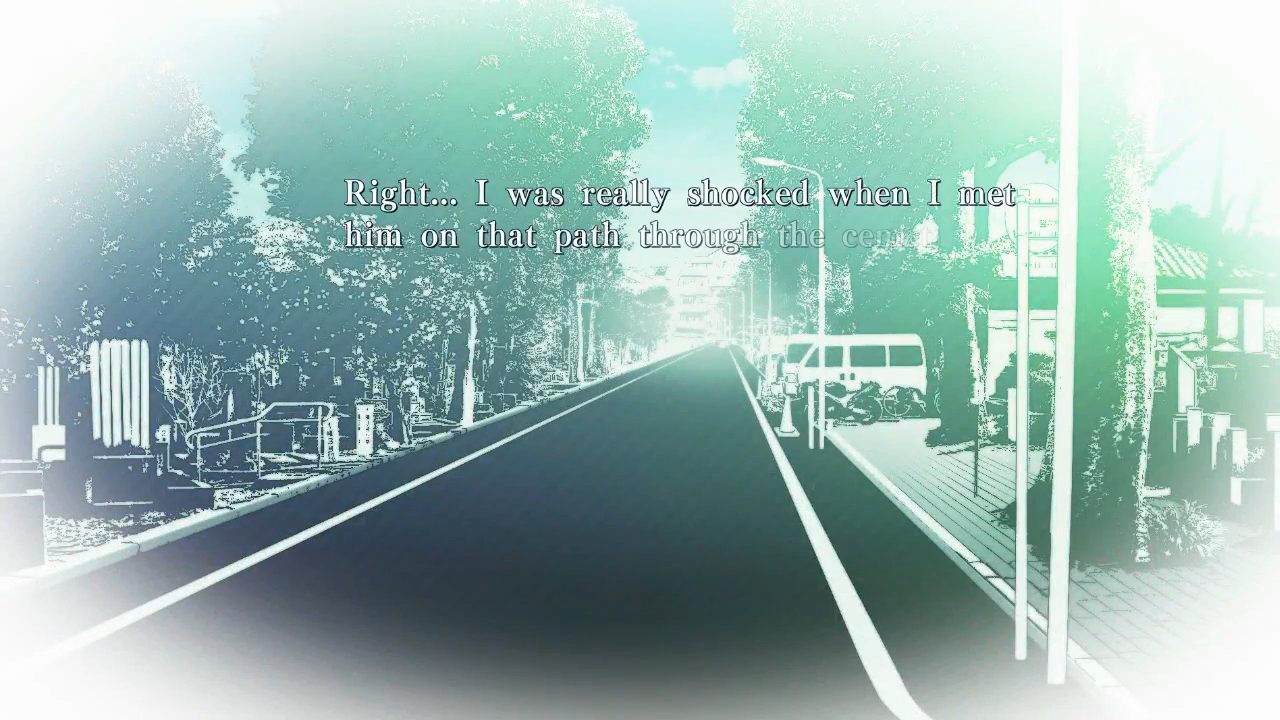 Right... I was really shocked when I met
him on that path through the